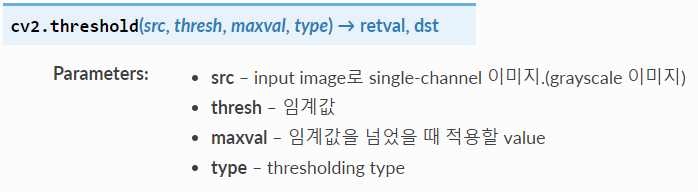 cv2.threshold(src, thresh, maxval, type) → retval, dst
Parameters:
• src – input image로 single-channel 이미지.(grayscale 이미지)
• thresh – 임계값
• maxval – 임계값을 넘었을 때 적용할 value
• type – thresholding type